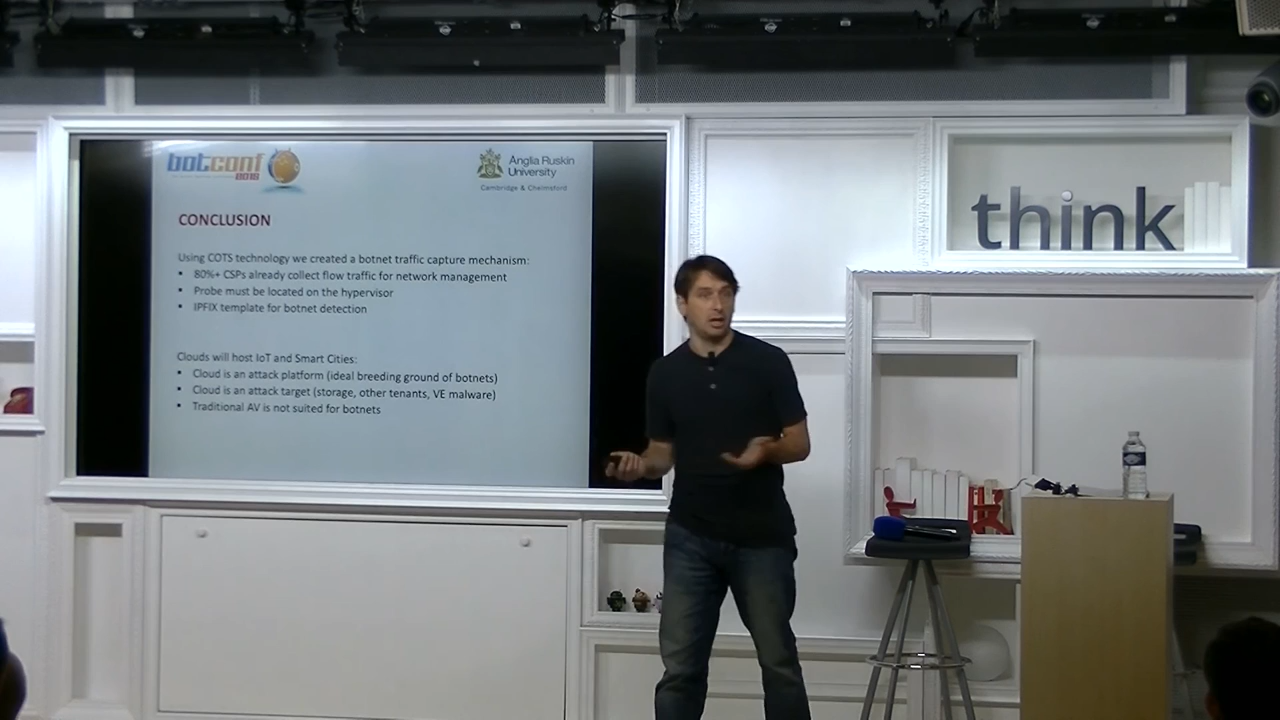 botconf
2015
Anglia Ruskin
University
Cambridge & Chelmsford
CONCLUSION
Using COTS technology we created a botnet traffic capture mechanism:
▪ 80%+ CSPs already collect flow traffic for network management
▪ Probe must be located on the hypervisor
▪ IPFIX template for botnet detection
Clouds will host IoT and Smart Cities:
▪ Cloud is an attack platform (ideal breeding ground of botnets)
▪ Cloud is an attack target (storage, other tenants, VE malware)
▪ Traditional AV is not suited for botnets
think